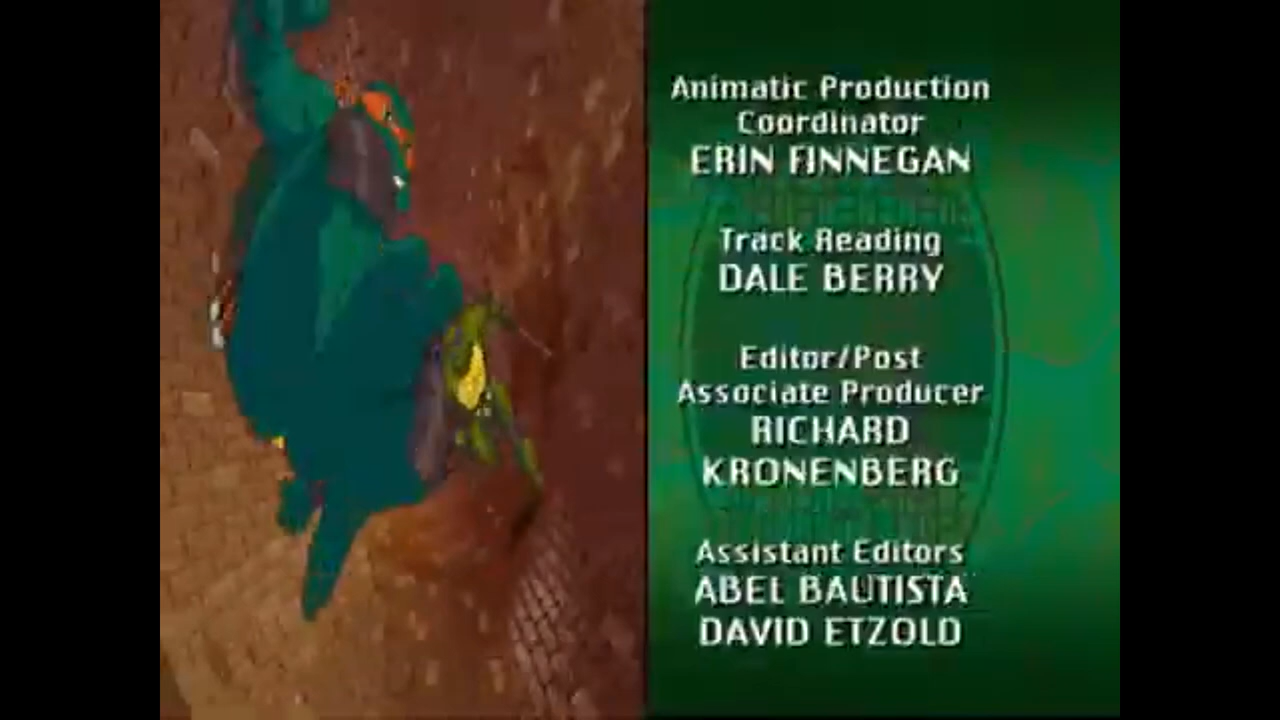 Animatic Production
Coordinator
ERIN FINNEGAN
Track Reading
DALE BERRY
Editor/Post
Associate Producer
RICHARD
KRONENBERG
Assistant Editors
ABEL BAUTISTA
DAVID ETZOLD